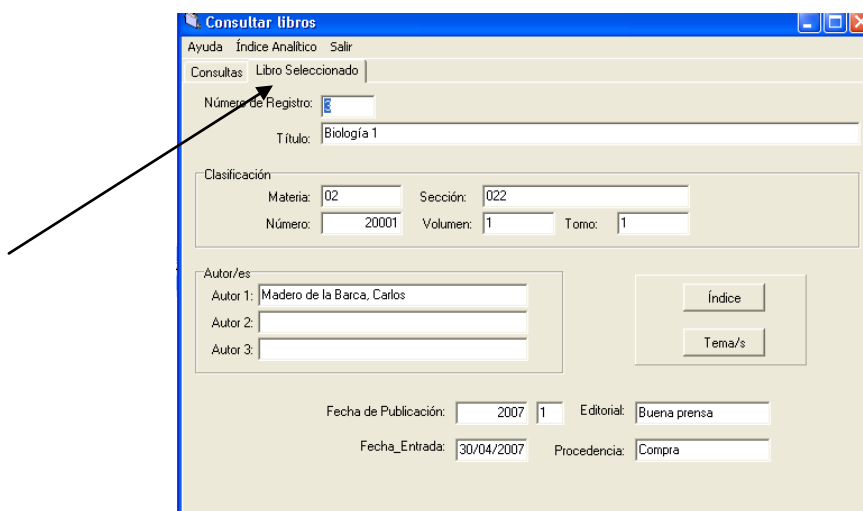 Consultar libros
Ayuda Índice Analítico Salir
Consultas Libro Seleccionado
Número de Registro: 3
Título: Biología 1
Clasificación
Materia: 02 Sección: 022
Número: 20001 Volumen: 1 Tomo: 1
Autor/es
Autor 1: Madero de la Barca, Carlos Índice
Autor 2:
Autor 3: Tema/s
Fecha de Publicación: 2007 1 Editorial: Buena prensa
Fecha_Entrada: 30/04/2007 Procedencia: Compra